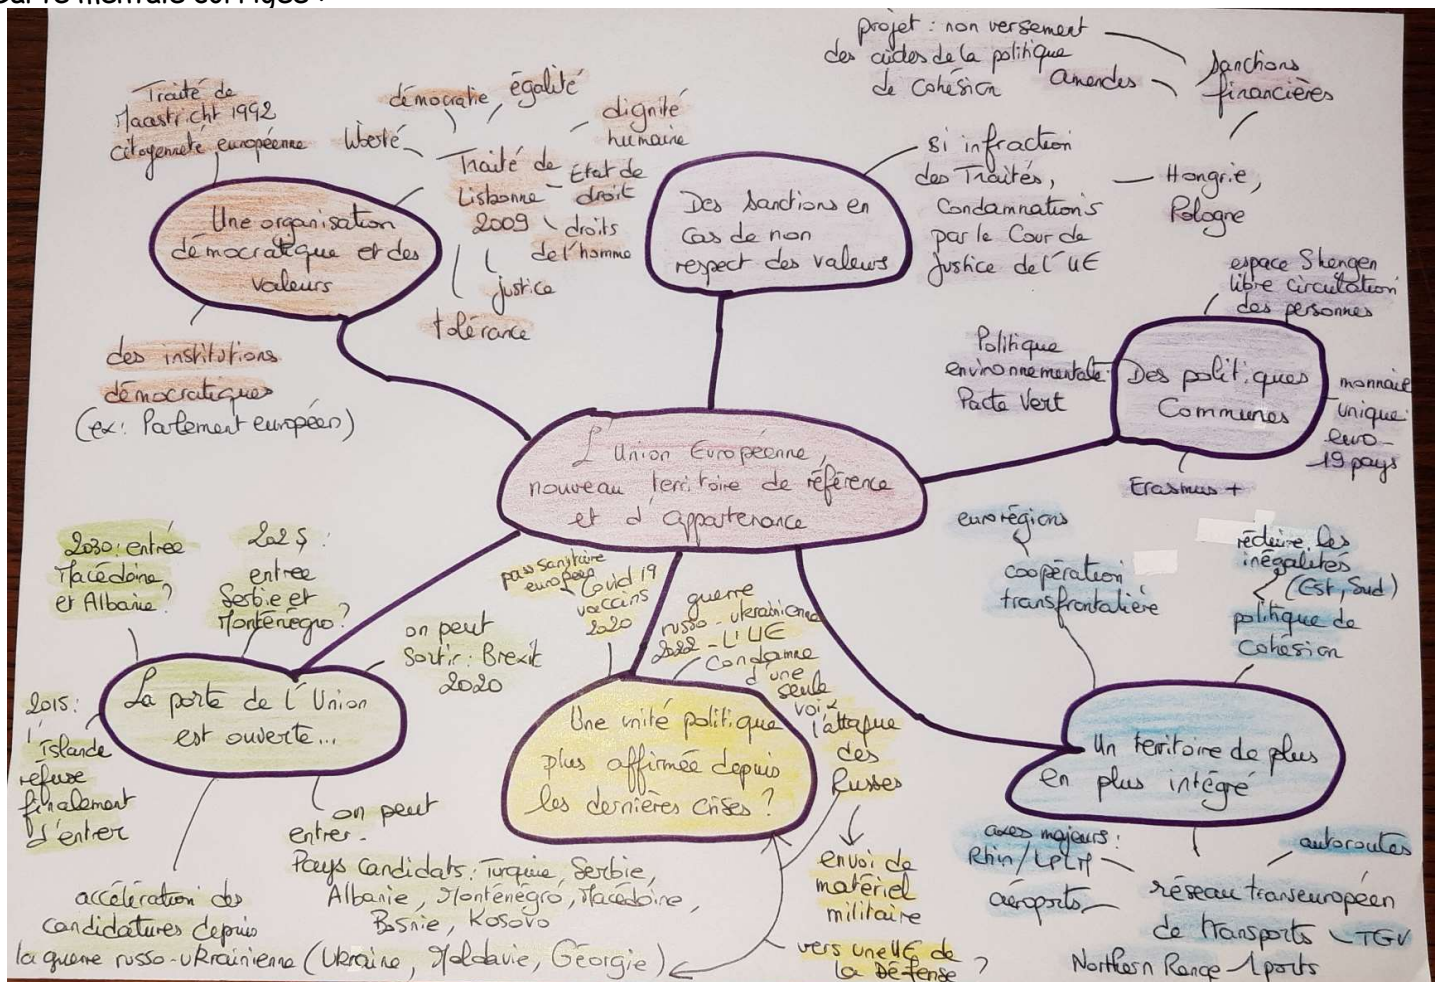 Carte mentale corrigée :
projet : non versement
des aides de la politique
de Cohésion
amendes
Sanctions
financières
Hongrie,
Pologne
Si infraction
des Traités,
Condamnations
par le Cour de
Justice de l'UE
Des Sanctions en
Cas de non
respect des valeurs
Traité de
Maastricht 1992
citoyenneté européenne
démocratie,
égalité
dignité
humaine
liberté
Traité de
Lisbonne
2009
Etat de
droit
droits
de l'homme
justice
tolérance
Une organisation
démocratique et des
valeurs
des institutions
démocratiques
(ex : Parlement européen)
espace Shengen
libre circulation
des personnes
Politique
environnementale
Pacte Vert
Des politiques
Communes
monnaie
unique
euro -
19 pays
Erasmus +
L'Union Européenne,
nouveau territoire de référence
et d'appartenance
2030 : entrée
Macédoine
et Albanie ?
2025 :
entrée
Serbie et
Monténégro ?
on peut
Sortir : Brexit
2020
La porte de l'Union
est ouverte...
2015 :
l'Islande
refuse
finalement
d'entrer
on peut
entrer -
Pays candidats : Turquie, Serbie,
Albanie, Monténégro, Macédoine,
Bosnie, Kosovo
accélération des
candidatures depuis
la guerre russo-ukrainienne (Ukraine, Moldavie, Géorgie)
pass sanitaire
européen
Covid 19
vaccins
2020
guerre
russo-ukrainienne
2022 - L'UE
Condamne
d'une
seule
voix
l'attaque
des
Russes
Une unité politique
plus affirmée depuis
les dernières crises ?
envoi de
matériel
militaire
vers une UE de
la Défense ?
eurorégions
coopération
transfrontalière
réduire les
inégalités
(Est, Sud)
politique de
Cohésion
Un territoire de plus
en plus intégré
axes majeurs :
Rhin/LPLM
aéroports
autoroutes
réseau transeuropéen
de transports
TGV
Northern Range
ports